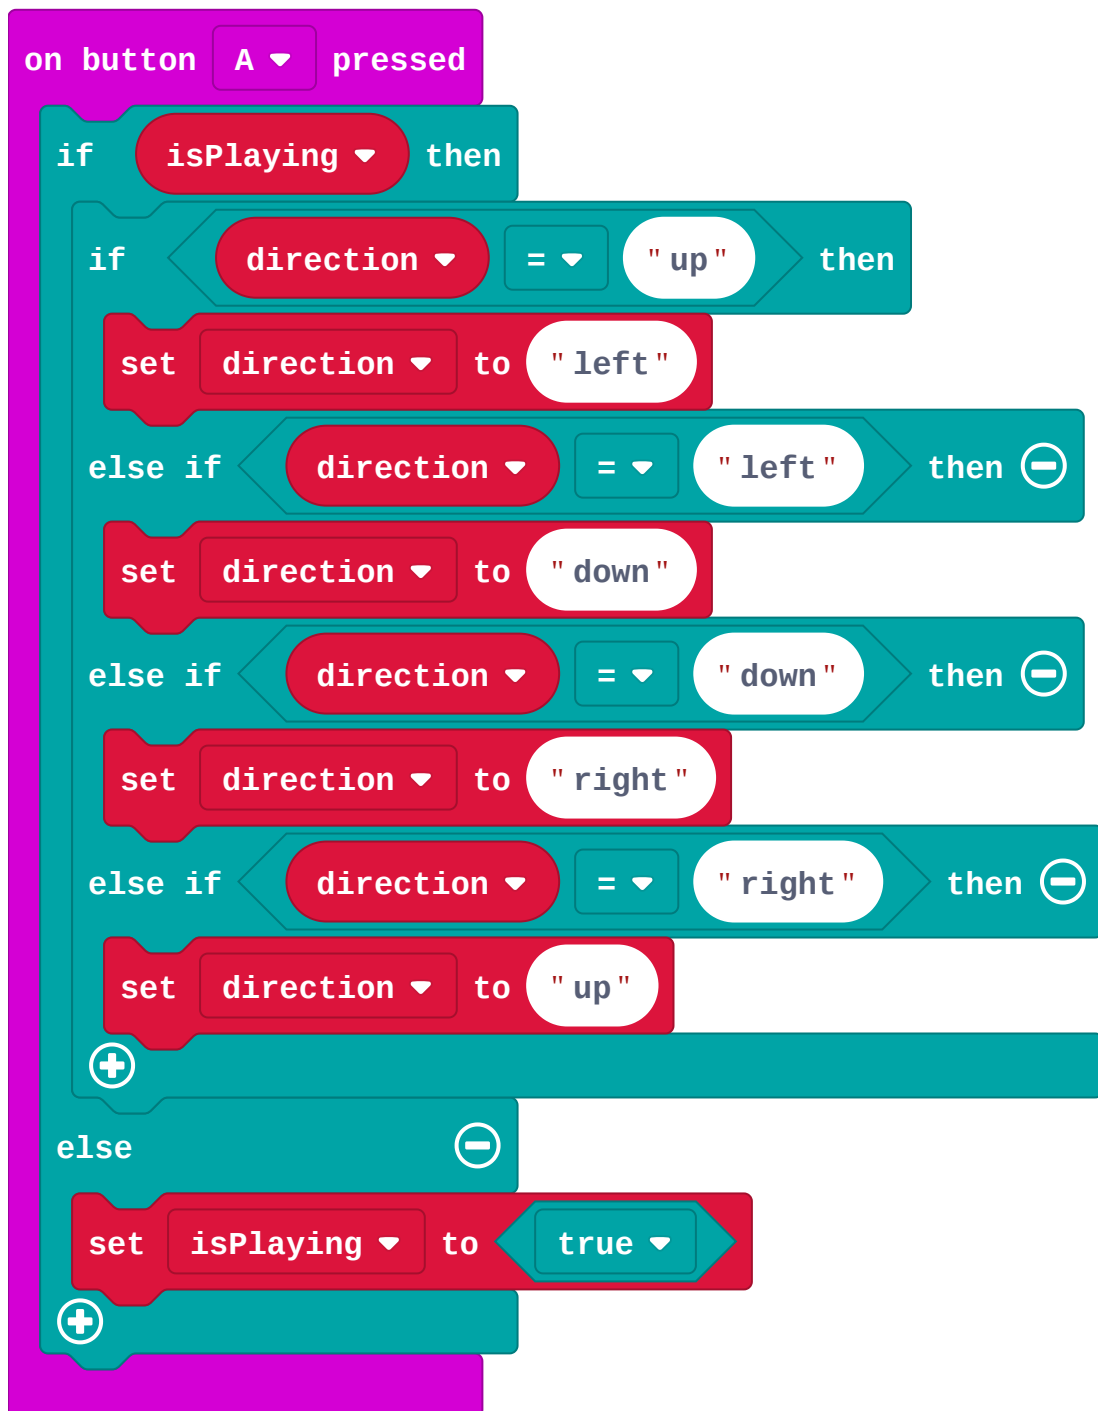 on button A pressed
if isPlaying then
if direction = "up" then
set direction to "left"
else if direction = "left" then
set direction to "down"
else if direction = "down" then
set direction to "right"
else if direction = "right" then
set direction to "up"
else
set isPlaying to true